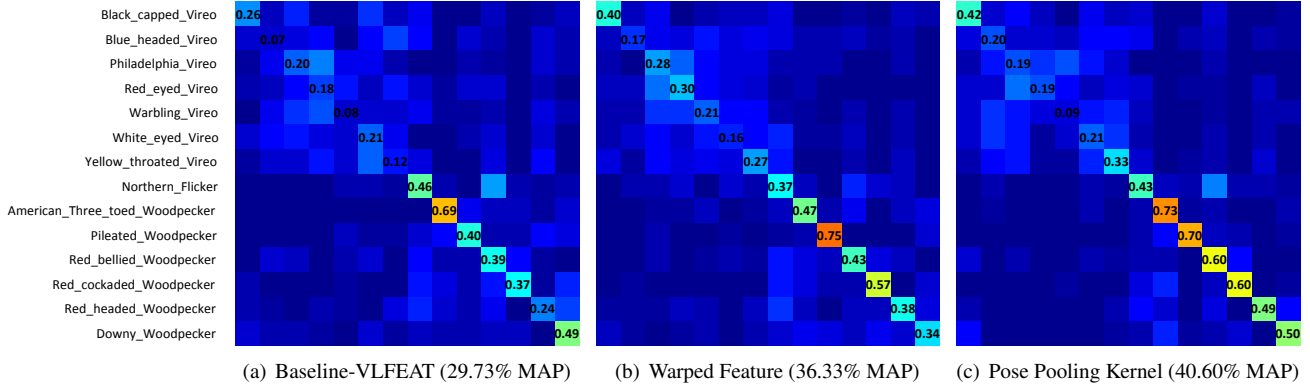 Black_capped_Vireo 0.26 0.40 0.42
Blue_headed_Vireo 0.07 0.17 0.20
Philadelphia_Vireo 0.20 0.28 0.19
Red_eyed_Vireo 0.18 0.30 0.19
Warbling_Vireo 0.08 0.21 0.09
White_eyed_Vireo 0.21 0.16 0.21
Yellow_throated_Vireo 0.12 0.27 0.33
Northern_Flicker 0.46 0.37 0.43
American_Three_toed_Woodpecker 0.69 0.47 0.73
Pileated_Woodpecker 0.40 0.75 0.70
Red_bellied_Woodpecker 0.39 0.43 0.60
Red_cockaded_Woodpecker 0.37 0.57 0.60
Red_headed_Woodpecker 0.24 0.38 0.49
Downy_Woodpecker 0.49 0.34 0.50
(a) Baseline-VLFEAT (29.73% MAP) (b) Warped Feature (36.33% MAP) (c) Pose Pooling Kernel (40.60% MAP)